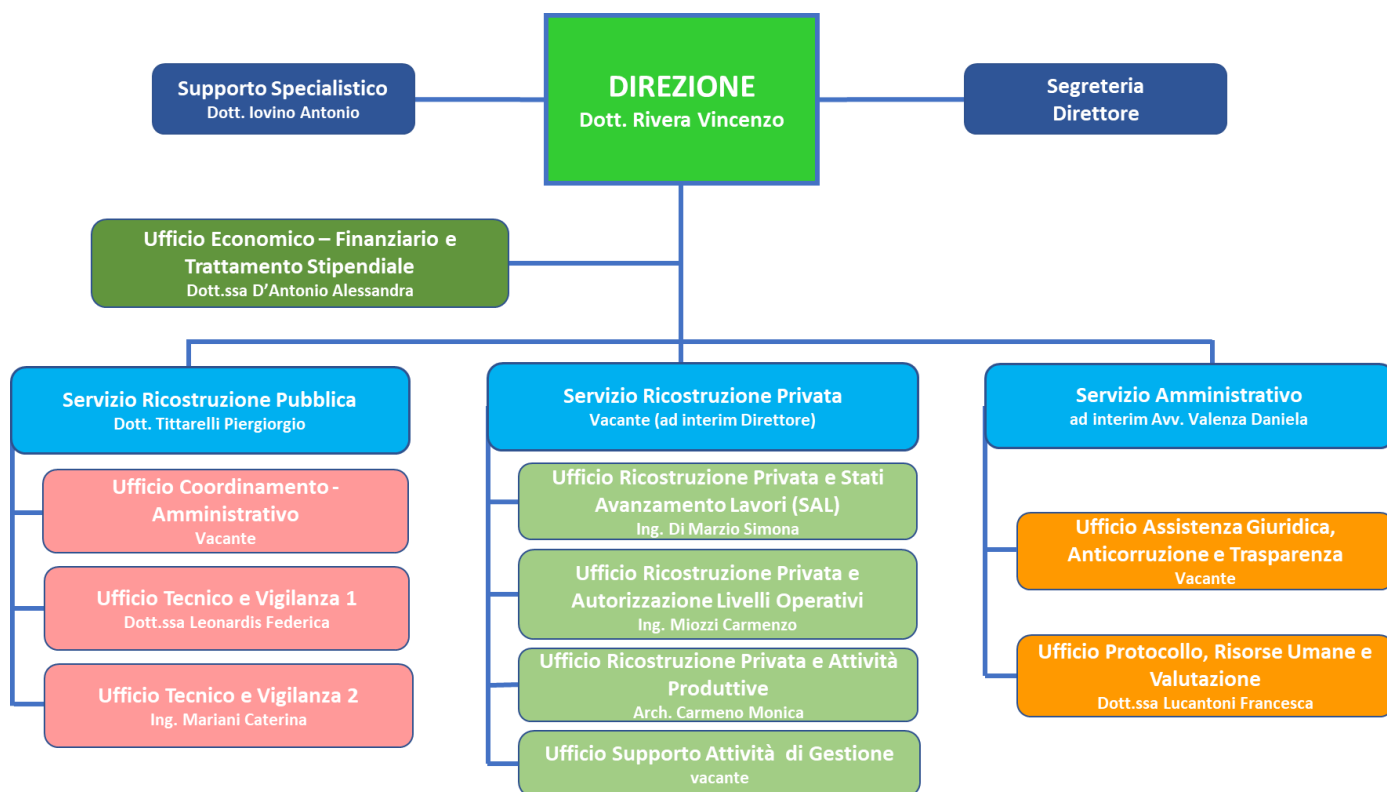 DIREZIONE
Dott. Rivera Vincenzo
Supporto Specialistico
Dott. Iovino Antonio
Segreteria
Direttore
Ufficio Economico – Finanziario e
Trattamento Stipendiale
Dott.ssa D’Antonio Alessandra
Servizio Ricostruzione Pubblica
Dott. Tittarelli Piergiorgio
Ufficio Coordinamento -
Amministrativo
Vacante
Ufficio Tecnico e Vigilanza 1
Dott.ssa Leonardis Federica
Ufficio Tecnico e Vigilanza 2
Ing. Mariani Caterina
Servizio Ricostruzione Privata
Vacante (ad interim Direttore)
Ufficio Ricostruzione Privata e Stati
Avanzamento Lavori (SAL)
Ing. Di Marzio Simona
Ufficio Ricostruzione Privata e
Autorizzazione Livelli Operativi
Ing. Miozzi Carmenzo
Ufficio Ricostruzione Privata e Attività
Produttive
Arch. Carmeno Monica
Ufficio Supporto Attività di Gestione
vacante
Servizio Amministrativo
ad interim Avv. Valenza Daniela
Ufficio Assistenza Giuridica,
Anticorruzione e Trasparenza
Vacante
Ufficio Protocollo, Risorse Umane e
Valutazione
Dott.ssa Lucantoni Francesca